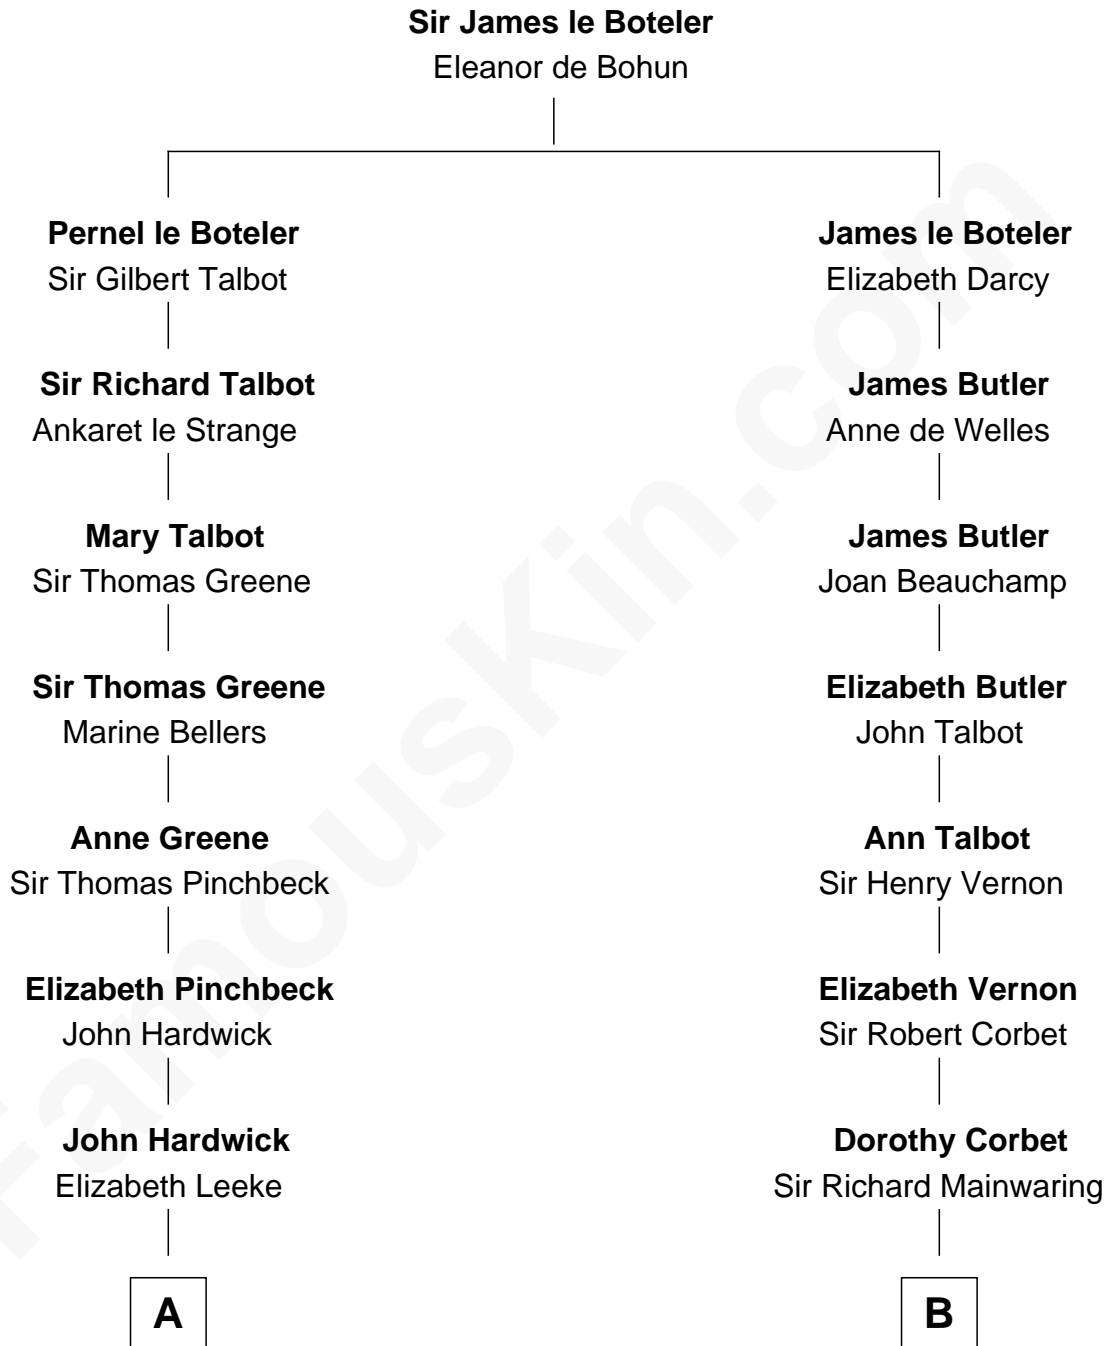 Sir James le Boteler
Eleanor de Bohun
Pernel le Boteler
Sir Gilbert Talbot
James le Boteler
Elizabeth Darcy
Sir Richard Talbot
Ankaret le Strange
James Butler
Anne de Welles
Mary Talbot
Sir Thomas Greene
James Butler
Joan Beauchamp
Sir Thomas Greene
Marine Bellers
Elizabeth Butler
John Talbot
Anne Greene
Sir Thomas Pinchbeck
Ann Talbot
Sir Henry Vernon
Elizabeth Pinchbeck
John Hardwick
Elizabeth Vernon
Sir Robert Corbet
John Hardwick
Elizabeth Leeke
Dorothy Corbet
Sir Richard Mainwaring
A
B
FamousKin.com